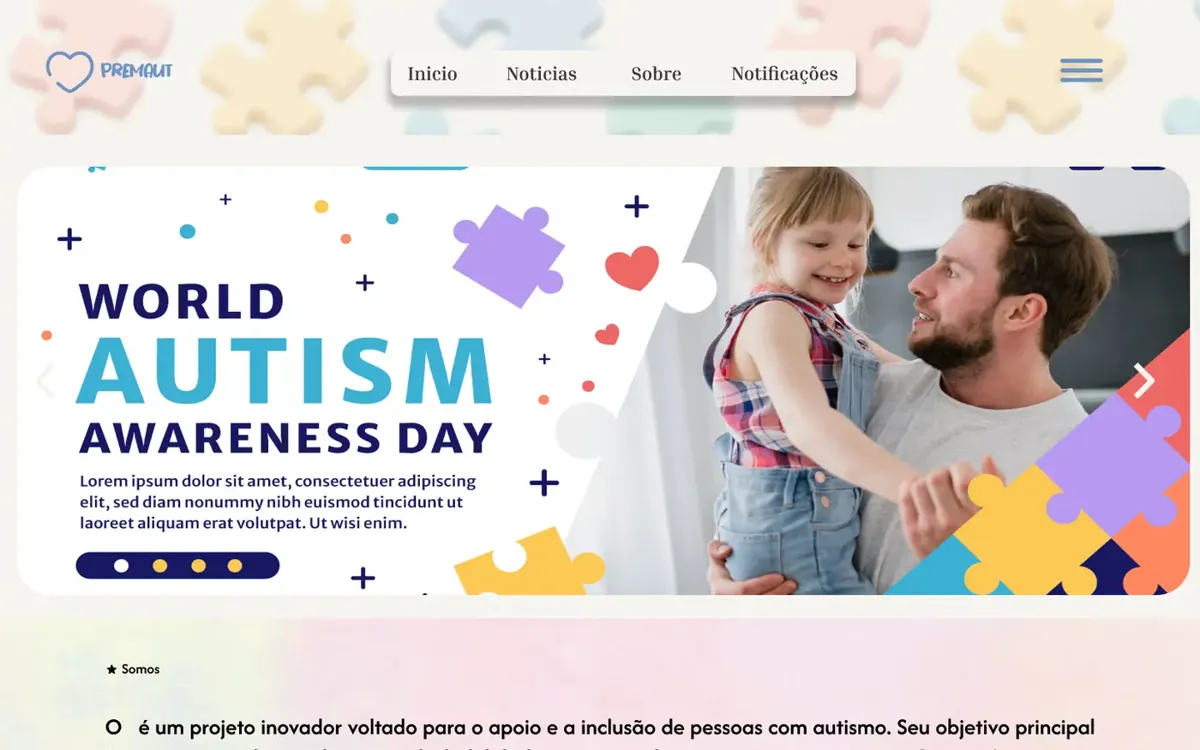 PREMAUT
Inicio
Noticias
Sobre
Notificações
WORLD
AUTISM
AWARENESS DAY
Lorem ipsum dolor sit amet, consectetuer adipiscing
elit, sed diam nonummy nibh euismod tincidunt ut
laoreet aliquam erat volutpat. Ut wisi enim.
★ Somos
O é um projeto inovador voltado para o apoio e a inclusão de pessoas com autismo. Seu objetivo principal